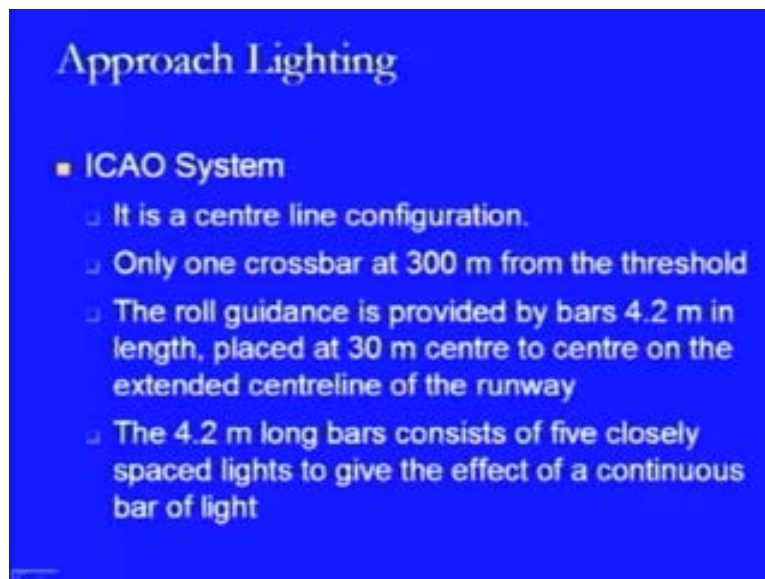 Approach Lighting
ICAO System
It is a centre line configuration.
Only one crossbar at 300 m from the threshold
The roll guidance is provided by bars 4.2 m in
length, placed at 30 m centre to centre on the
extended centreline of the runway
The 4.2 m long bars consists of five closely
spaced lights to give the effect of a continuous
bar of light